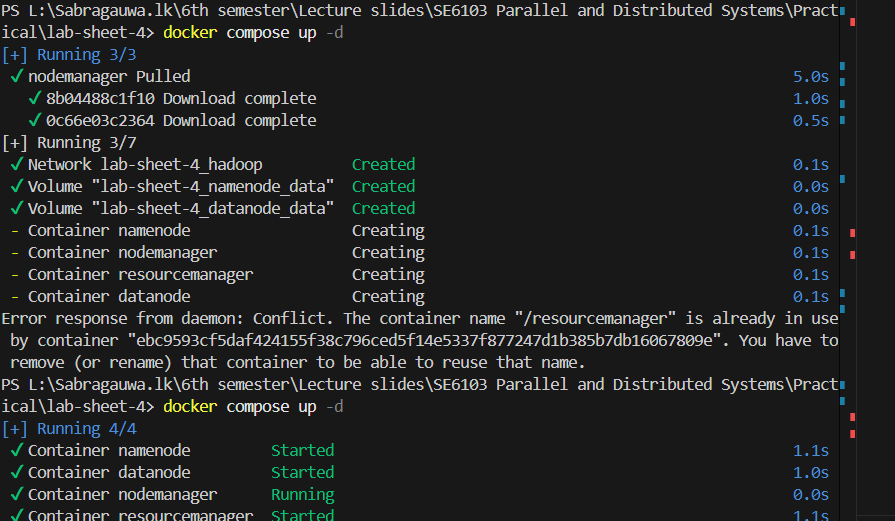 PS L:\Sabragauwa.lk\6th semester\Lecture slides\SE6103 Parallel and Distributed Systems\Pract
ical\lab-sheet-4> docker compose up -d
[+] Running 3/3
✓ nodemanager Pulled 5.0s
✓ 8b04488c1f10 Download complete 1.0s
✓ 0c66e03c2364 Download complete 0.5s
[+] Running 3/7
✓ Network lab-sheet-4_hadoop Created 0.1s
✓ Volume "lab-sheet-4_namenode_data" Created 0.0s
✓ Volume "lab-sheet-4_datanode_data" Created 0.0s
- Container namenode Creating 0.1s
- Container nodemanager Creating 0.1s
- Container resourcemanager Creating 0.1s
- Container datanode Creating 0.1s
Error response from daemon: Conflict. The container name "/resourcemanager" is already in use
by container "ebc9593cf5daf424155f38c796ced5f14e5337f877247d1b385b7db16067809e". You have to
remove (or rename) that container to be able to reuse that name.
PS L:\Sabragauwa.lk\6th semester\Lecture slides\SE6103 Parallel and Distributed Systems\Pract
ical\lab-sheet-4> docker compose up -d
[+] Running 4/4
✓ Container namenode Started 1.1s
✓ Container datanode Started 1.0s
✓ Container nodemanager Running 0.0s
✓ Container resourcemanager Started 1.1s